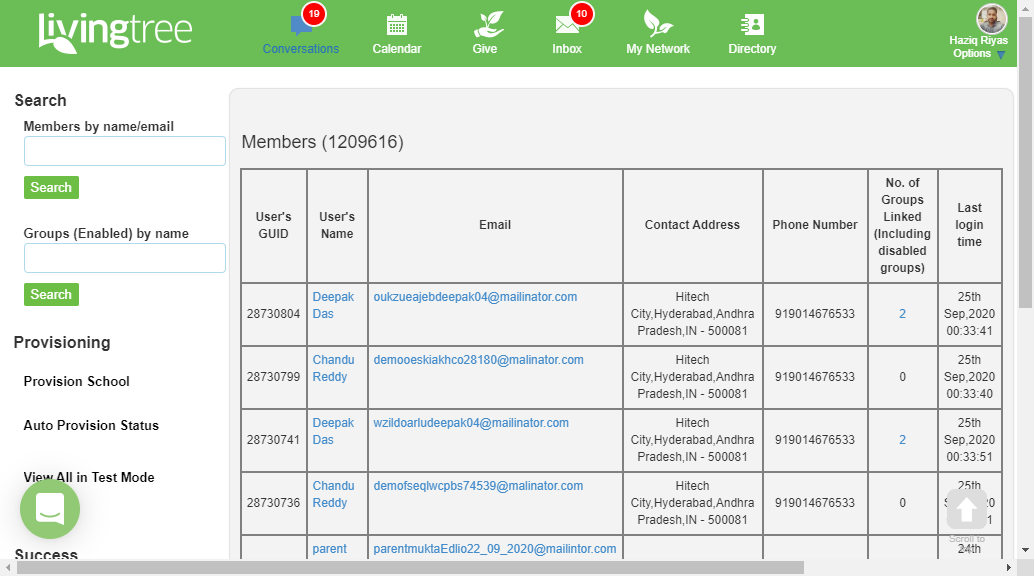 livingtree
19
10
Conversations
Calendar
Give
Inbox
My Network
Directory
Haziq Riyas
Options
Search
Members by name/email
Search
Groups (Enabled) by name
Search
Provisioning
Provision School
Auto Provision Status
View All in Test Mode
Success
Members (1209616)
User's
GUID
User's
Name
Email
Contact Address
Phone Number
No. of
Groups
Linked
(Including
disabled
groups)
Last
login
time
28730804
Deepak
Das
oukzueajebdeepak04@mailinator.com
Hitech
City,Hyderabad,Andhra
Pradesh,IN - 500081
919014676533
2
25th
Sep,2020
00:33:41
28730799
Chandu
Reddy
demooeskiakhco28180@malinator.com
Hitech
City,Hyderabad,Andhra
Pradesh,IN - 500081
919014676533
0
25th
Sep,2020
00:33:40
28730741
Deepak
Das
wzildoarludeepak04@mailinator.com
Hitech
City,Hyderabad,Andhra
Pradesh,IN - 500081
919014676533
2
25th
Sep,2020
00:33:51
28730736
Chandu
Reddy
demofseqlwcpbs74539@malinator.com
Hitech
City,Hyderabad,Andhra
Pradesh,IN - 500081
919014676533
0
25th
Scroll to
parent
parentmuktaEdlio22_09_2020@mailintor.com
24th